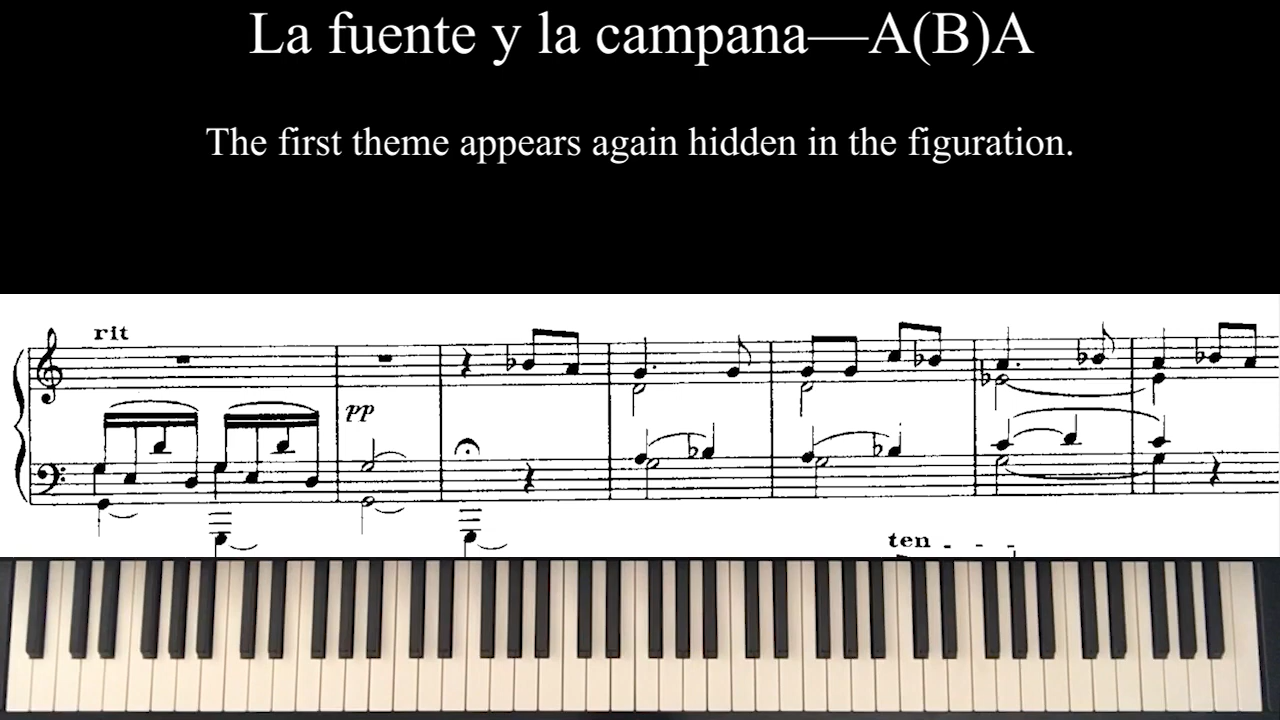 La fuente y la campana—A(B)A
The first theme appears again hidden in the figuration.
rit
pp
ten - - -